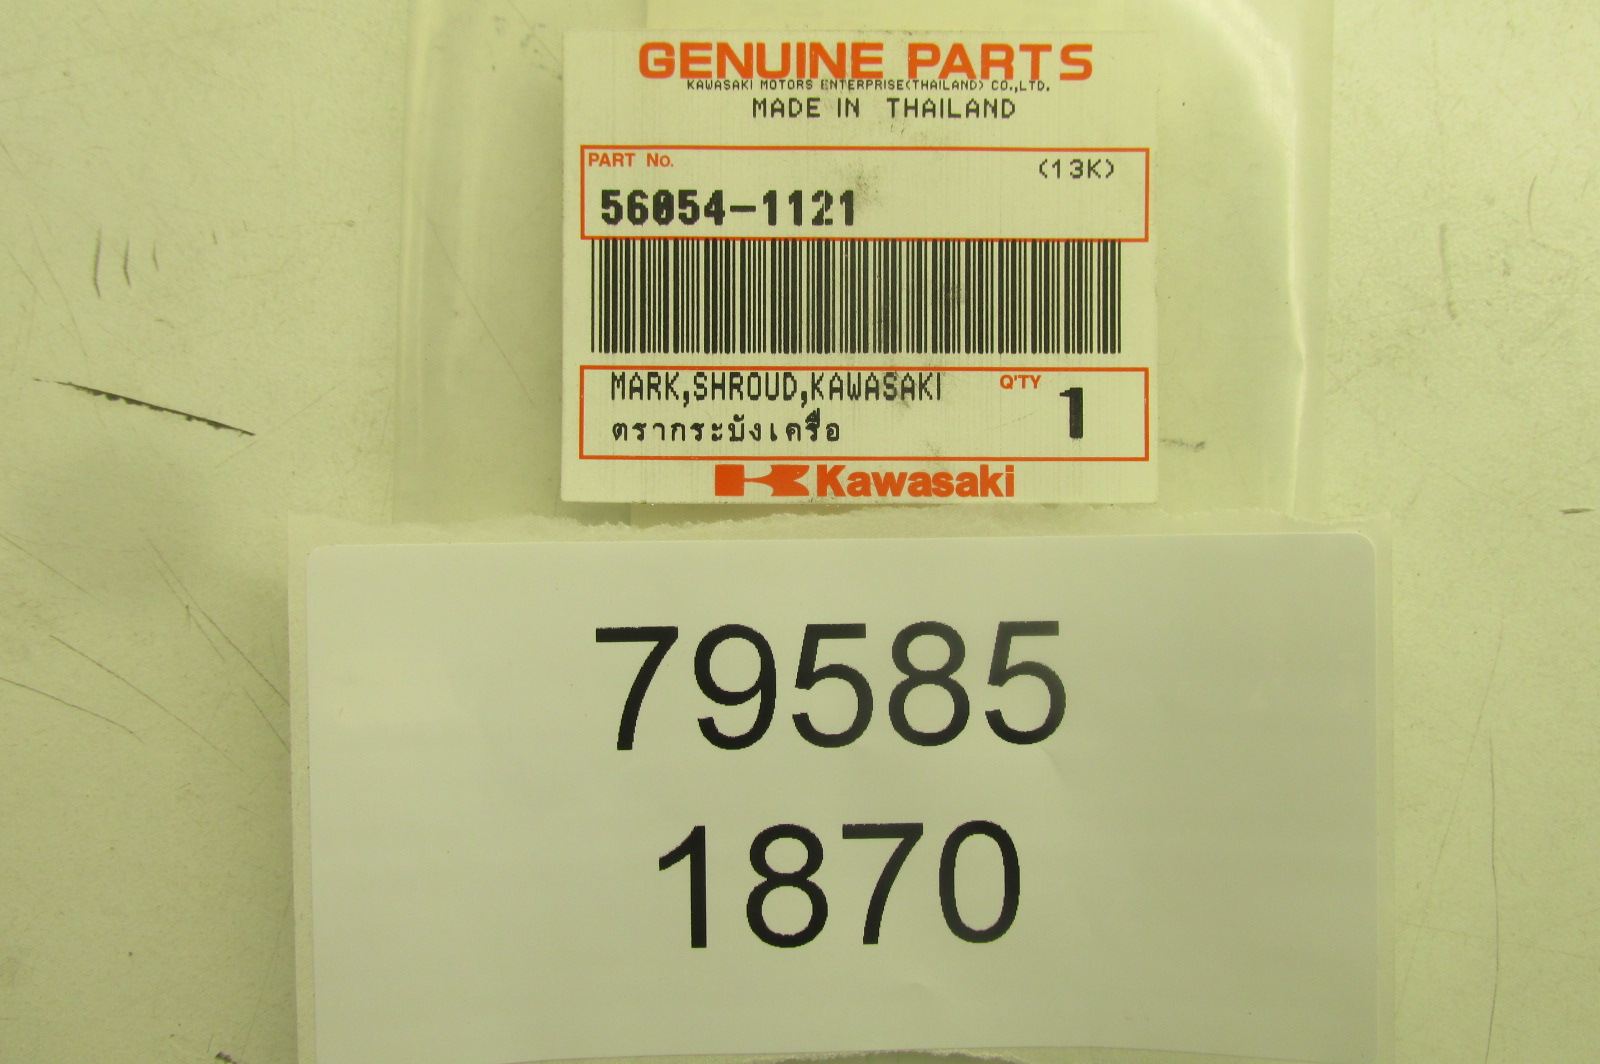 GENUINE PARTS
KAWASAKI MOTORS ENTERPRISE(THAILAND) CO.,LTD.
MADE IN THAILAND
PART No.
(13K)
56054-1121
MARK,SHROUD,KAWASAKI
Q'TY 1
ตรากระบังเครื่อ
Kawasaki
79585
1870